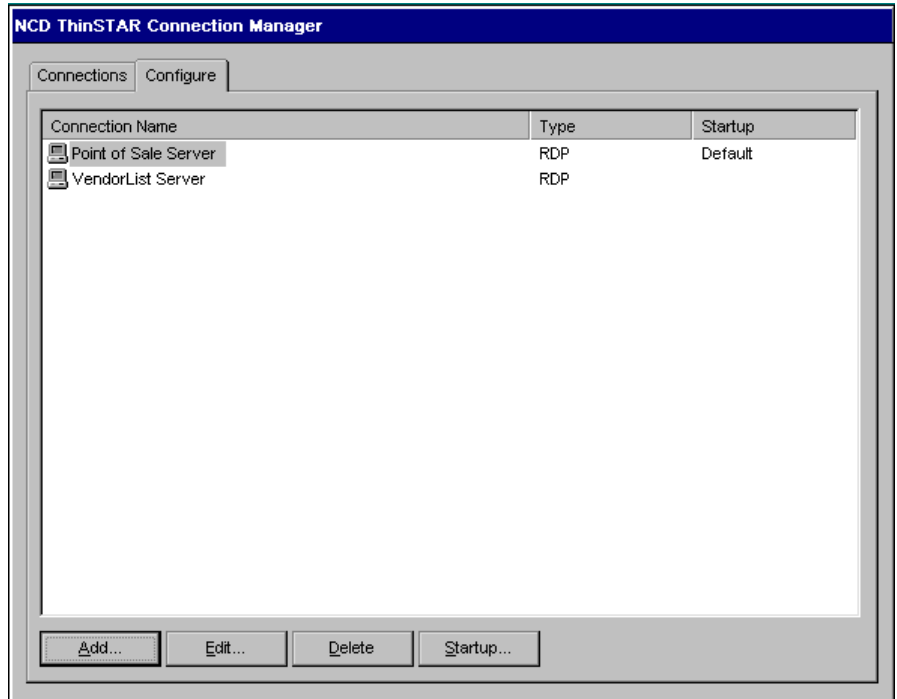 NCD ThinSTAR Connection Manager
Connections Configure
Connection Name Type Startup
Point of Sale Server RDP Default
VendorList Server RDP
Add... Edit... Delete Startup...